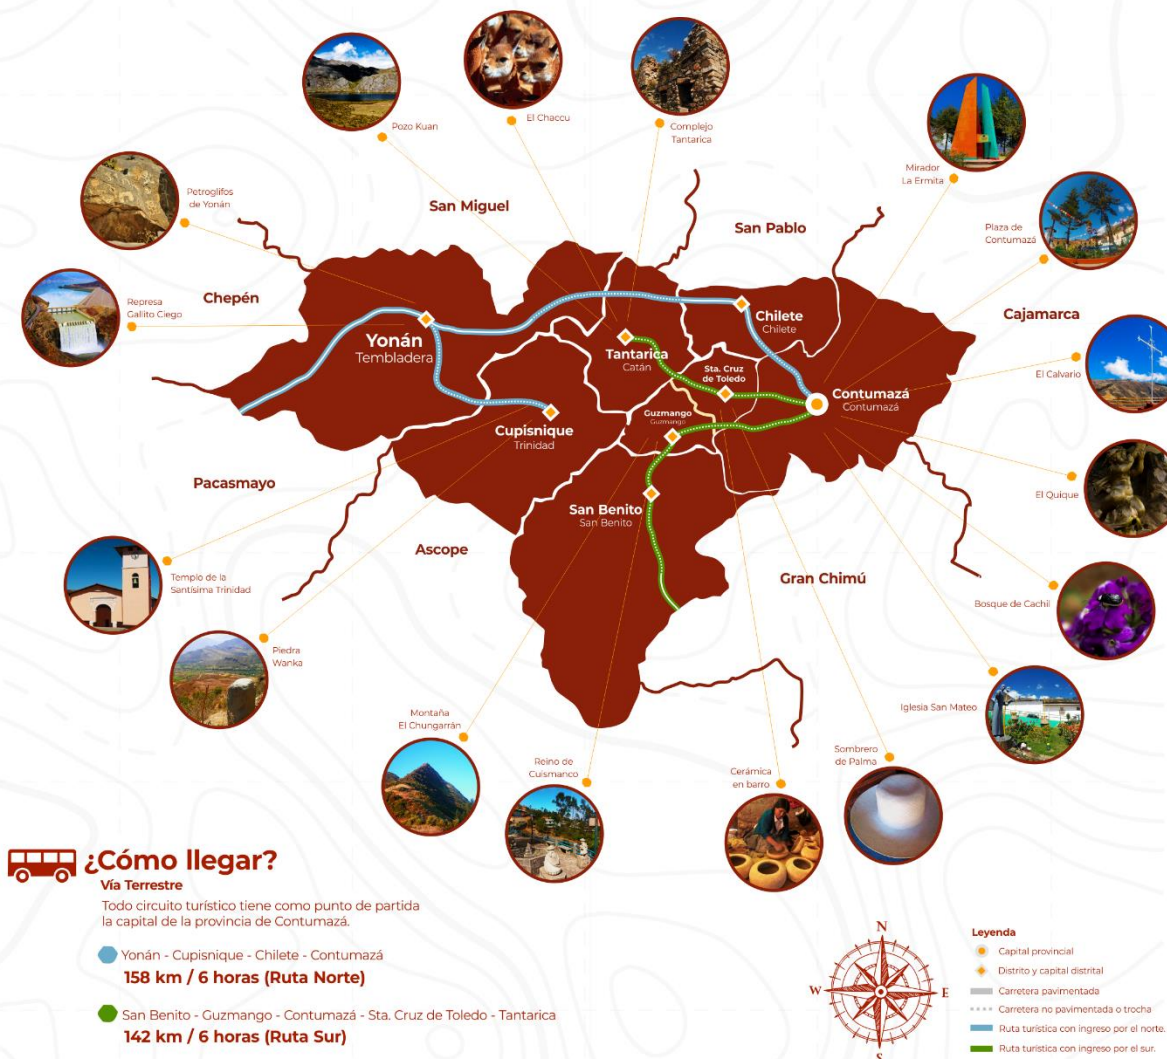 El Chaccu
Pozo Kuan
Complejo
Tantarica
Mirador
La Ermita
Petroglifos
de Yonán
San Miguel
San Pablo
Plaza de
Contumazá
Chepén
Represa
Gallito Ciego
Cajamarca
Yonán
Tembladera
Chilete
Chilete
Tantarica
Catán
Sta. Cruz
de Toledo
El Calvario
Contumazá
Contumazá
Guzmango
Guzmango
Cupisnique
Trinidad
Pacasmayo
San Benito
San Benito
El Quique
Ascope
Gran Chimú
Templo de la
Santísima Trinidad
Bosque de Cachil
Piedra
Wanka
Iglesia San Mateo
Montaña
El Chungarrán
Reino de
Cuismanco
Cerámica
en barro
Sombrero
de Palma
¿Cómo llegar?
Vía Terrestre
Todo circuito turístico tiene como punto de partida
la capital de la provincia de Contumazá.
Yonán - Cupisnique - Chilete - Contumazá
158 km / 6 horas (Ruta Norte)
San Benito - Guzmango - Contumazá - Sta. Cruz de Toledo - Tantarica
142 km / 6 horas (Ruta Sur)
N
W
E
S
Leyenda
Capital provincial
Distrito y capital distrital
Carretera pavimentada
Carretera no pavimentada o trocha
Ruta turística con ingreso por el norte.
Ruta turística con ingreso por el sur.